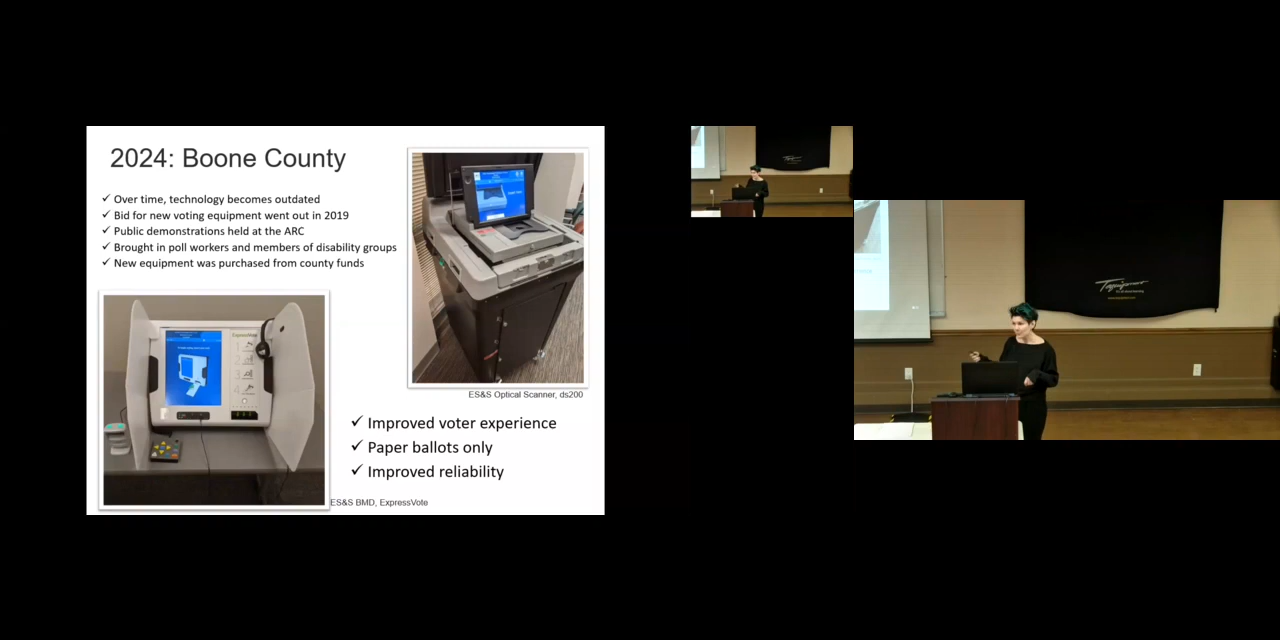 2024: Boone County
✓ Over time, technology becomes outdated
✓ Bid for new voting equipment went out in 2019
✓ Public demonstrations held at the ARC
✓ Brought in poll workers and members of disability groups
✓ New equipment was purchased from county funds
ES&S Optical Scanner, ds200
✓ Improved voter experience
✓ Paper ballots only
✓ Improved reliability
ES&S BMD, ExpressVote